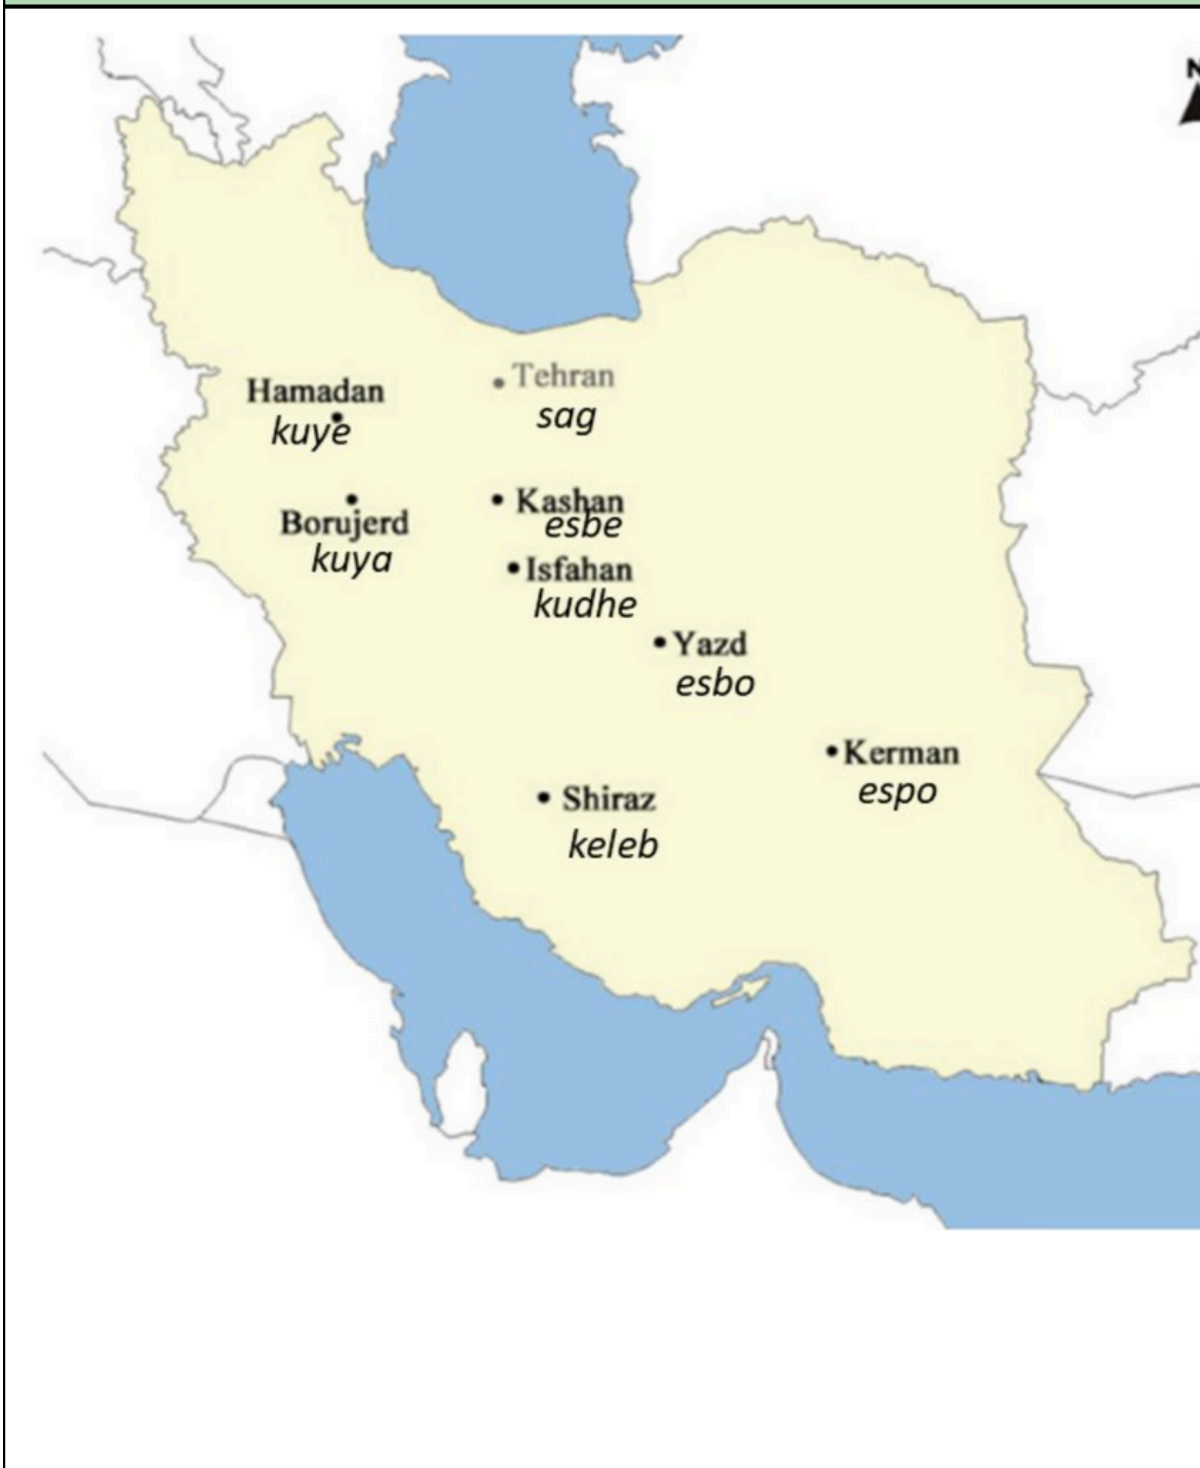 N
Hamadan
kuye
Tehran
sag
Borujerd
kuya
Kashan
esbe
Isfahan
kudhe
Yazd
esbo
Kerman
espo
Shiraz
keleb